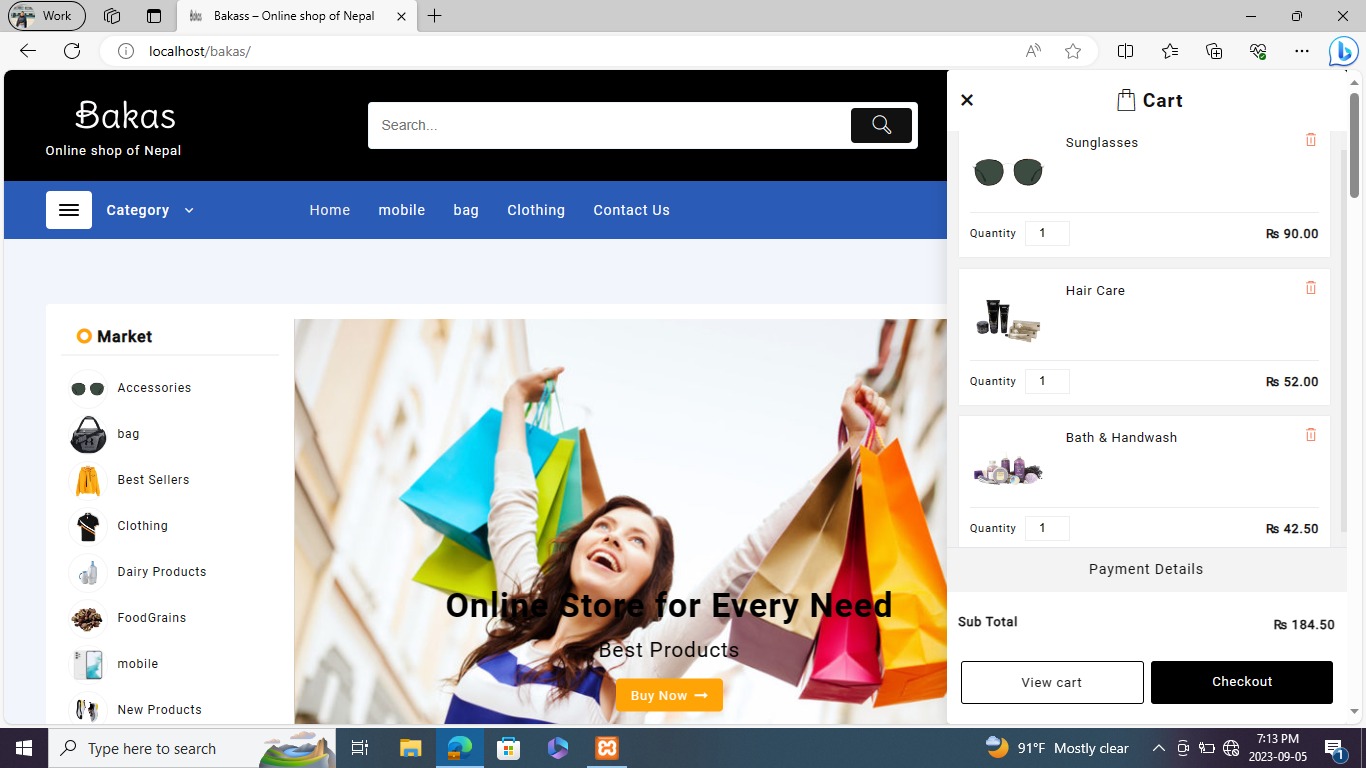 Work
Bakass – Online shop of Nepal
localhost/bakas/
Bakas
Online shop of Nepal
Search...
Category
Home
mobile
bag
Clothing
Contact Us
Market
Accessories
bag
Best Sellers
Clothing
Dairy Products
FoodGrains
mobile
New Products
Online Store for Every Need
Best Products
Buy Now
Cart
Sunglasses
Quantity 1 ₨ 90.00
Hair Care
Quantity 1 ₨ 52.00
Bath & Handwash
Quantity 1 ₨ 42.50
Payment Details
Sub Total ₨ 184.50
View cart
Checkout
Type here to search
91°F Mostly clear
7:13 PM
2023-09-05
1